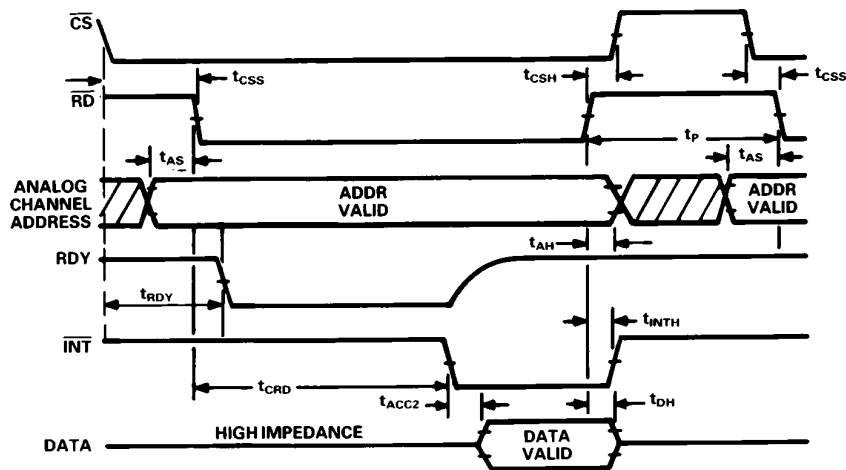 CS
tCSS
tCSH
tCSS
RD
tP
tAS
tAS
ANALOG
CHANNEL
ADDRESS
ADDR
VALID
ADDR
VALID
tAH
RDY
tRDY
tINTH
INT
tCRD
tACC2
tDH
HIGH IMPEDANCE
DATA
DATA
VALID